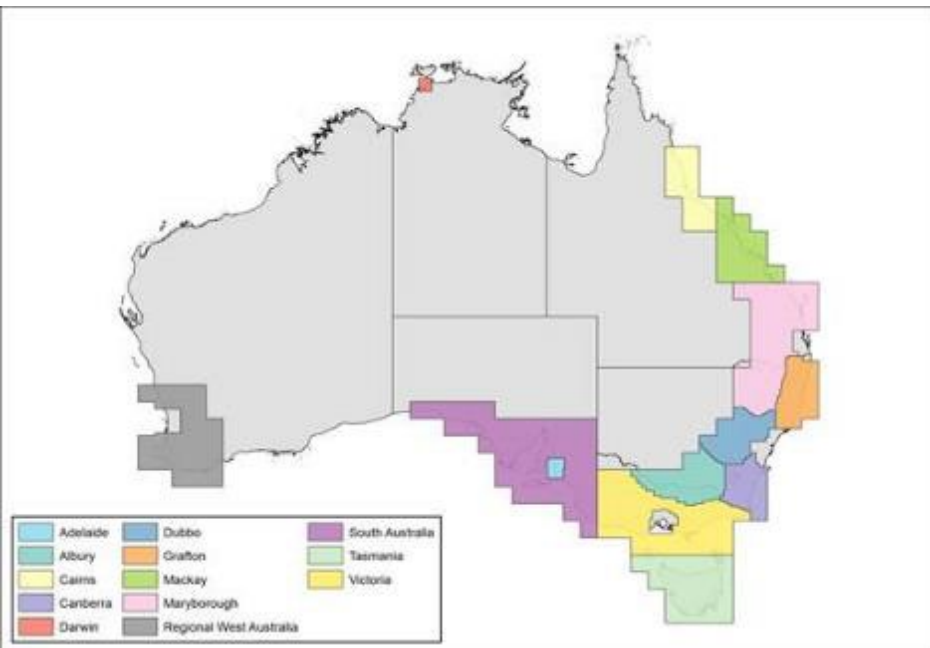 Adelaide
Albury
Cairns
Canberra
Darwin
Dubbo
Grafton
Mackay
Maryborough
Regional West Australia
South Australia
Tasmania
Victoria